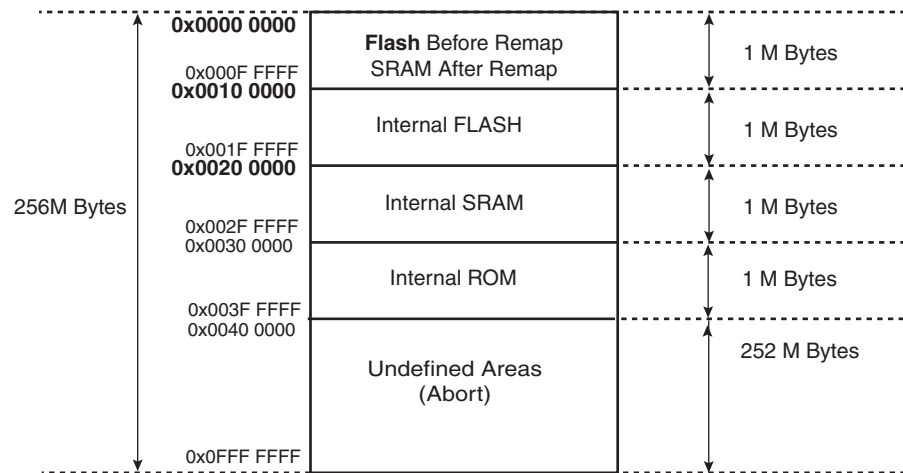 0x0000 0000
Flash Before Remap
SRAM After Remap
1 M Bytes
0x000F FFFF
0x0010 0000
Internal FLASH
1 M Bytes
0x001F FFFF
0x0020 0000
256M Bytes
Internal SRAM
1 M Bytes
0x002F FFFF
0x0030 0000
Internal ROM
1 M Bytes
0x003F FFFF
0x0040 0000
252 M Bytes
Undefined Areas
(Abort)
0x0FFF FFFF